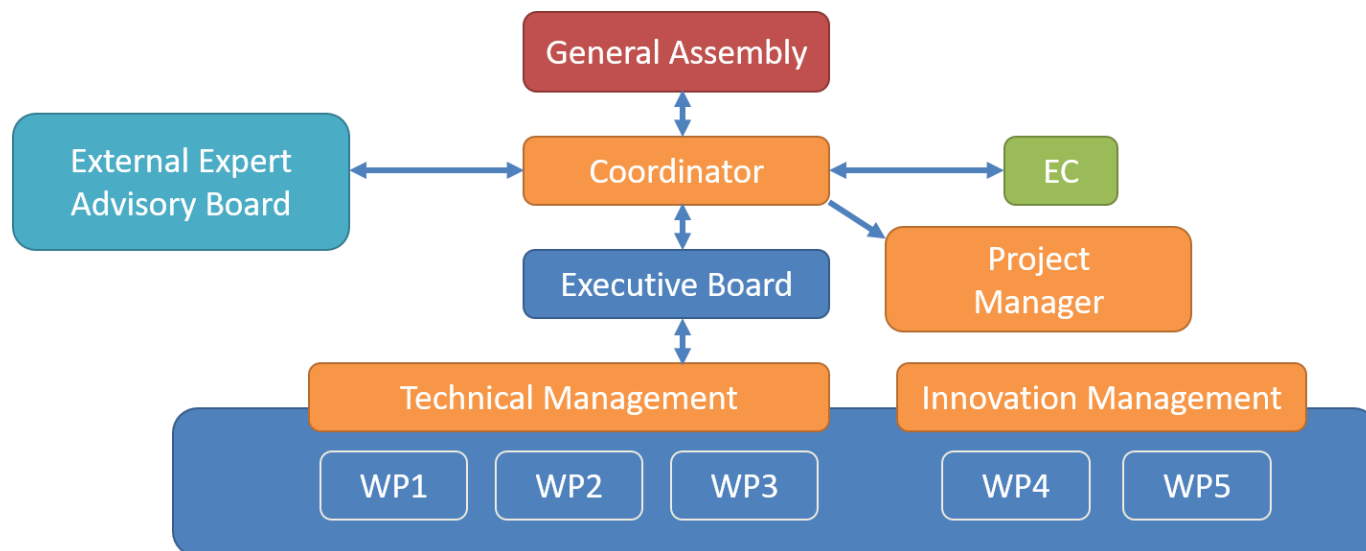 General Assembly
External Expert
Advisory Board
Coordinator
EC
Executive Board
Project
Manager
Technical Management
Innovation Management
WP1
WP2
WP3
WP4
WP5